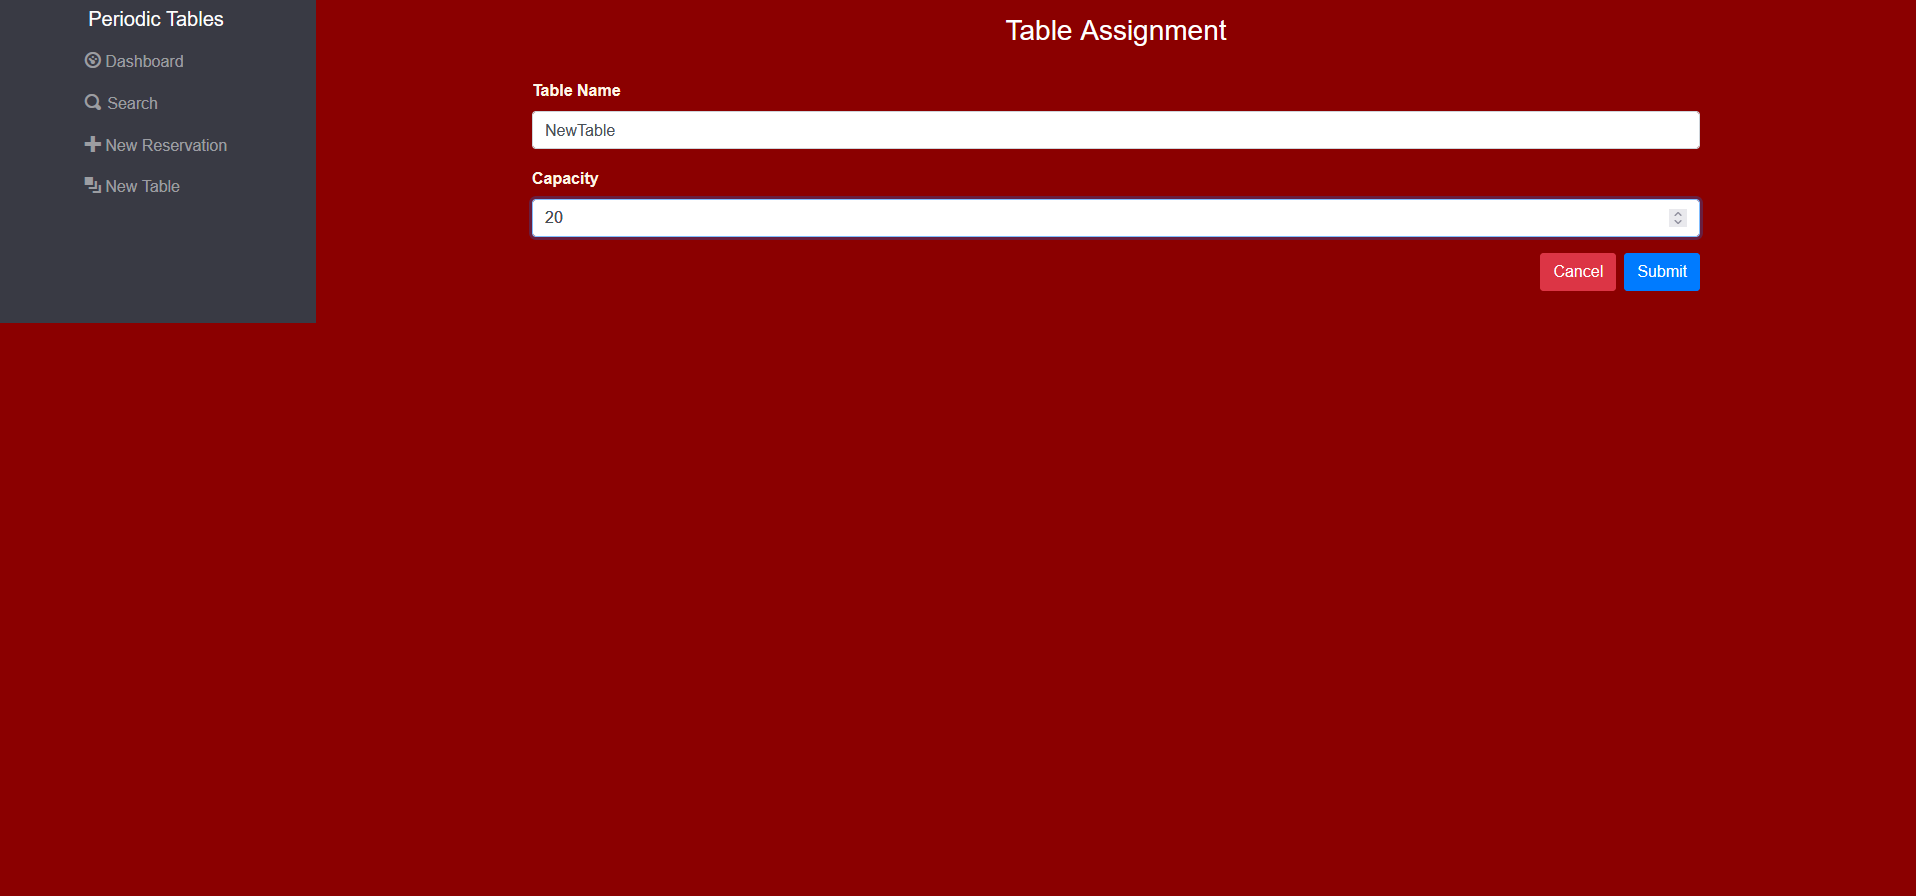 Periodic Tables
Dashboard
Search
New Reservation
New Table
Table Assignment
Table Name
NewTable
Capacity
20
Cancel Submit